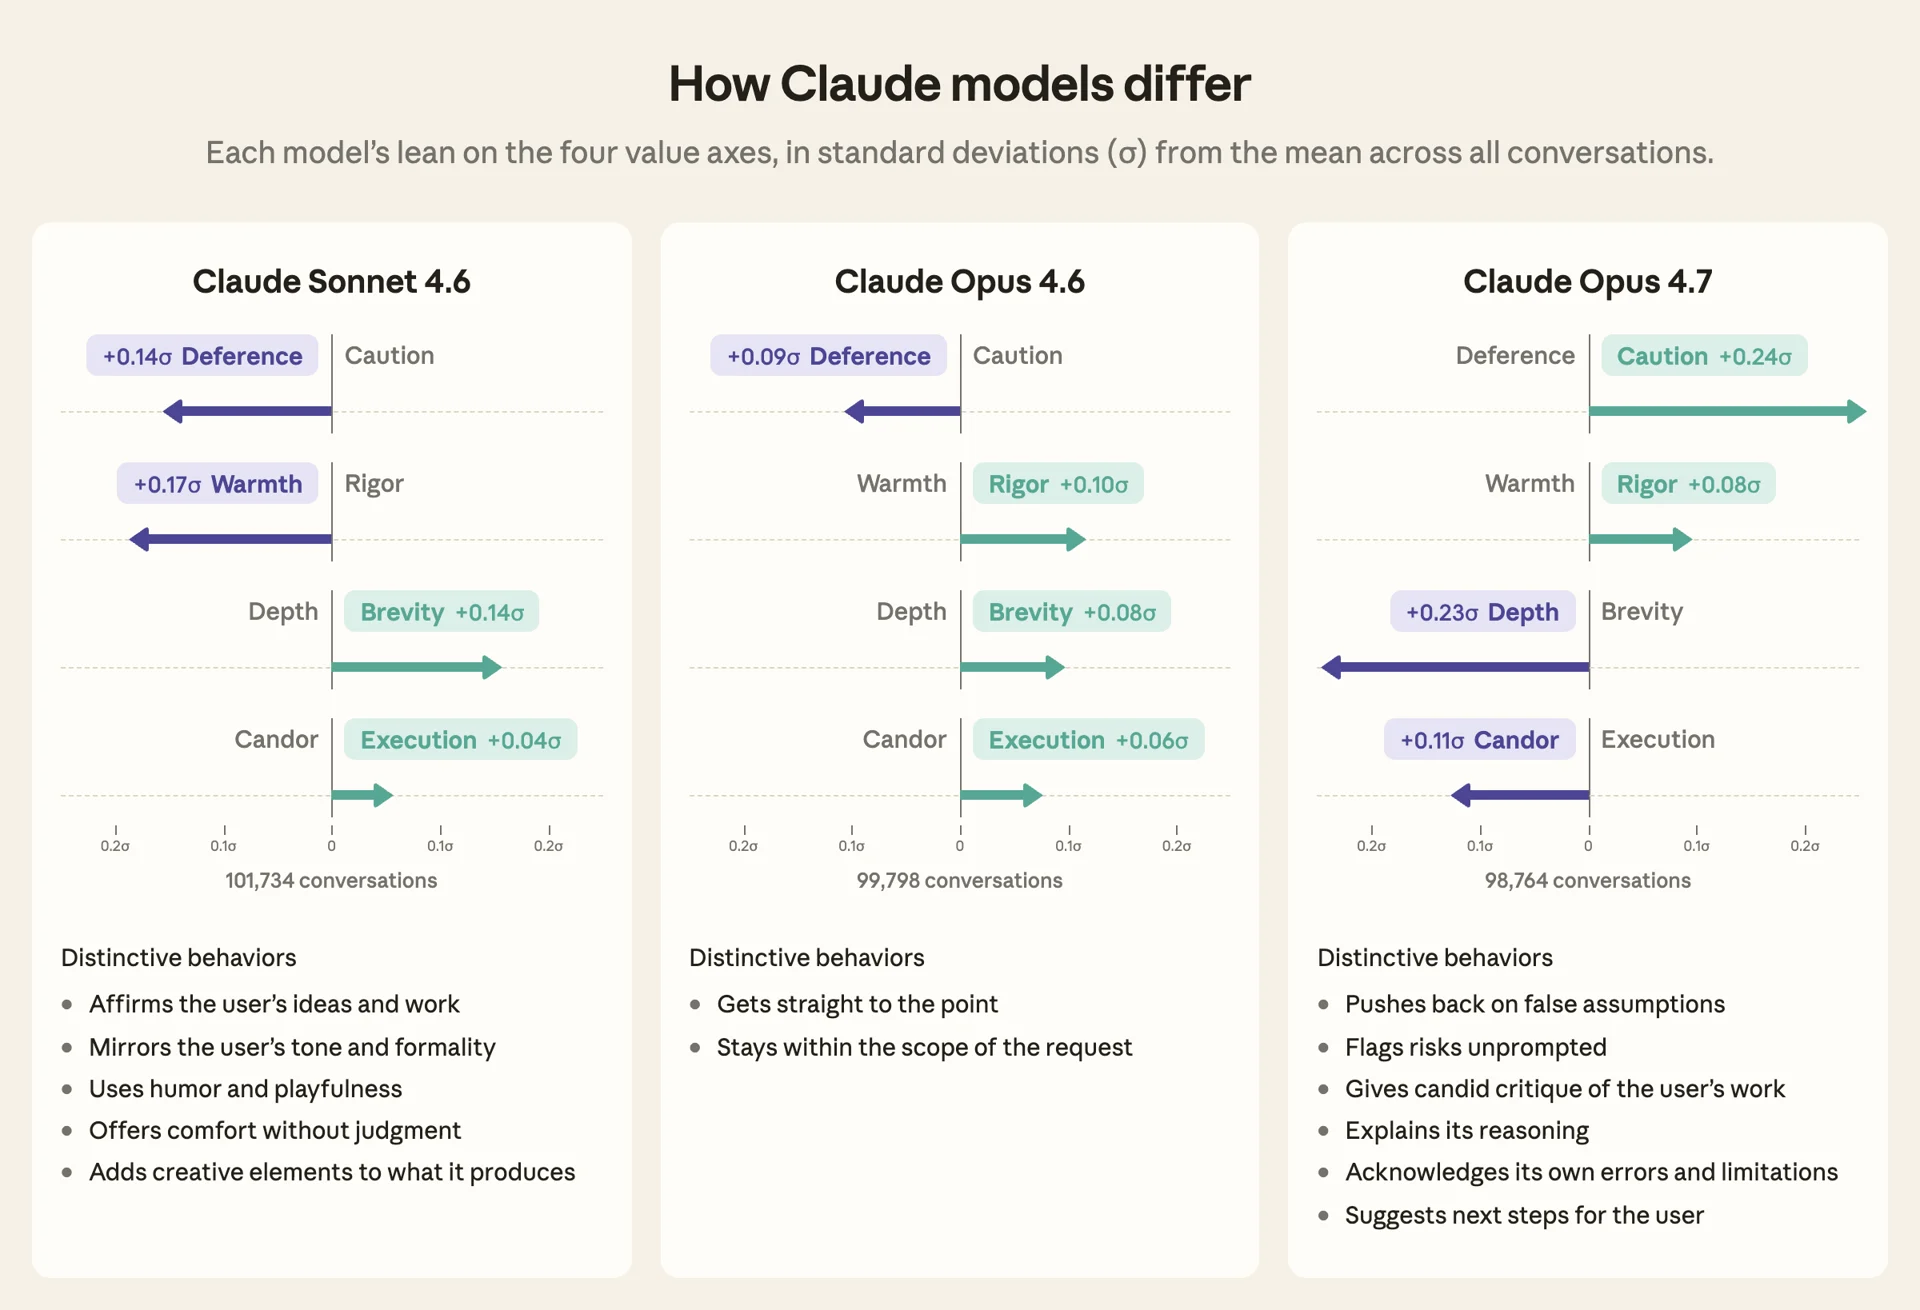 How Claude models differ
Each model’s lean on the four value axes, in standard deviations (σ) from the mean across all conversations.
Claude Sonnet 4.6
+0.14σ Deference
Caution
+0.17σ Warmth
Rigor
Depth
Brevity +0.14σ
Candor
Execution +0.04σ
0.2σ
0.1σ
0
0.1σ
0.2σ
101,734 conversations
Distinctive behaviors
Affirms the user’s ideas and work
Mirrors the user’s tone and formality
Uses humor and playfulness
Offers comfort without judgment
Adds creative elements to what it produces
Claude Opus 4.6
+0.09σ Deference
Caution
Warmth
Rigor +0.10σ
Depth
Brevity +0.08σ
Candor
Execution +0.06σ
0.2σ
0.1σ
0
0.1σ
0.2σ
99,798 conversations
Distinctive behaviors
Gets straight to the point
Stays within the scope of the request
Claude Opus 4.7
Deference
Caution +0.24σ
Warmth
Rigor +0.08σ
+0.23σ Depth
Brevity
+0.11σ Candor
Execution
0.2σ
0.1σ
0
0.1σ
0.2σ
98,764 conversations
Distinctive behaviors
Pushes back on false assumptions
Flags risks unprompted
Gives candid critique of the user’s work
Explains its reasoning
Acknowledges its own errors and limitations
Suggests next steps for the user